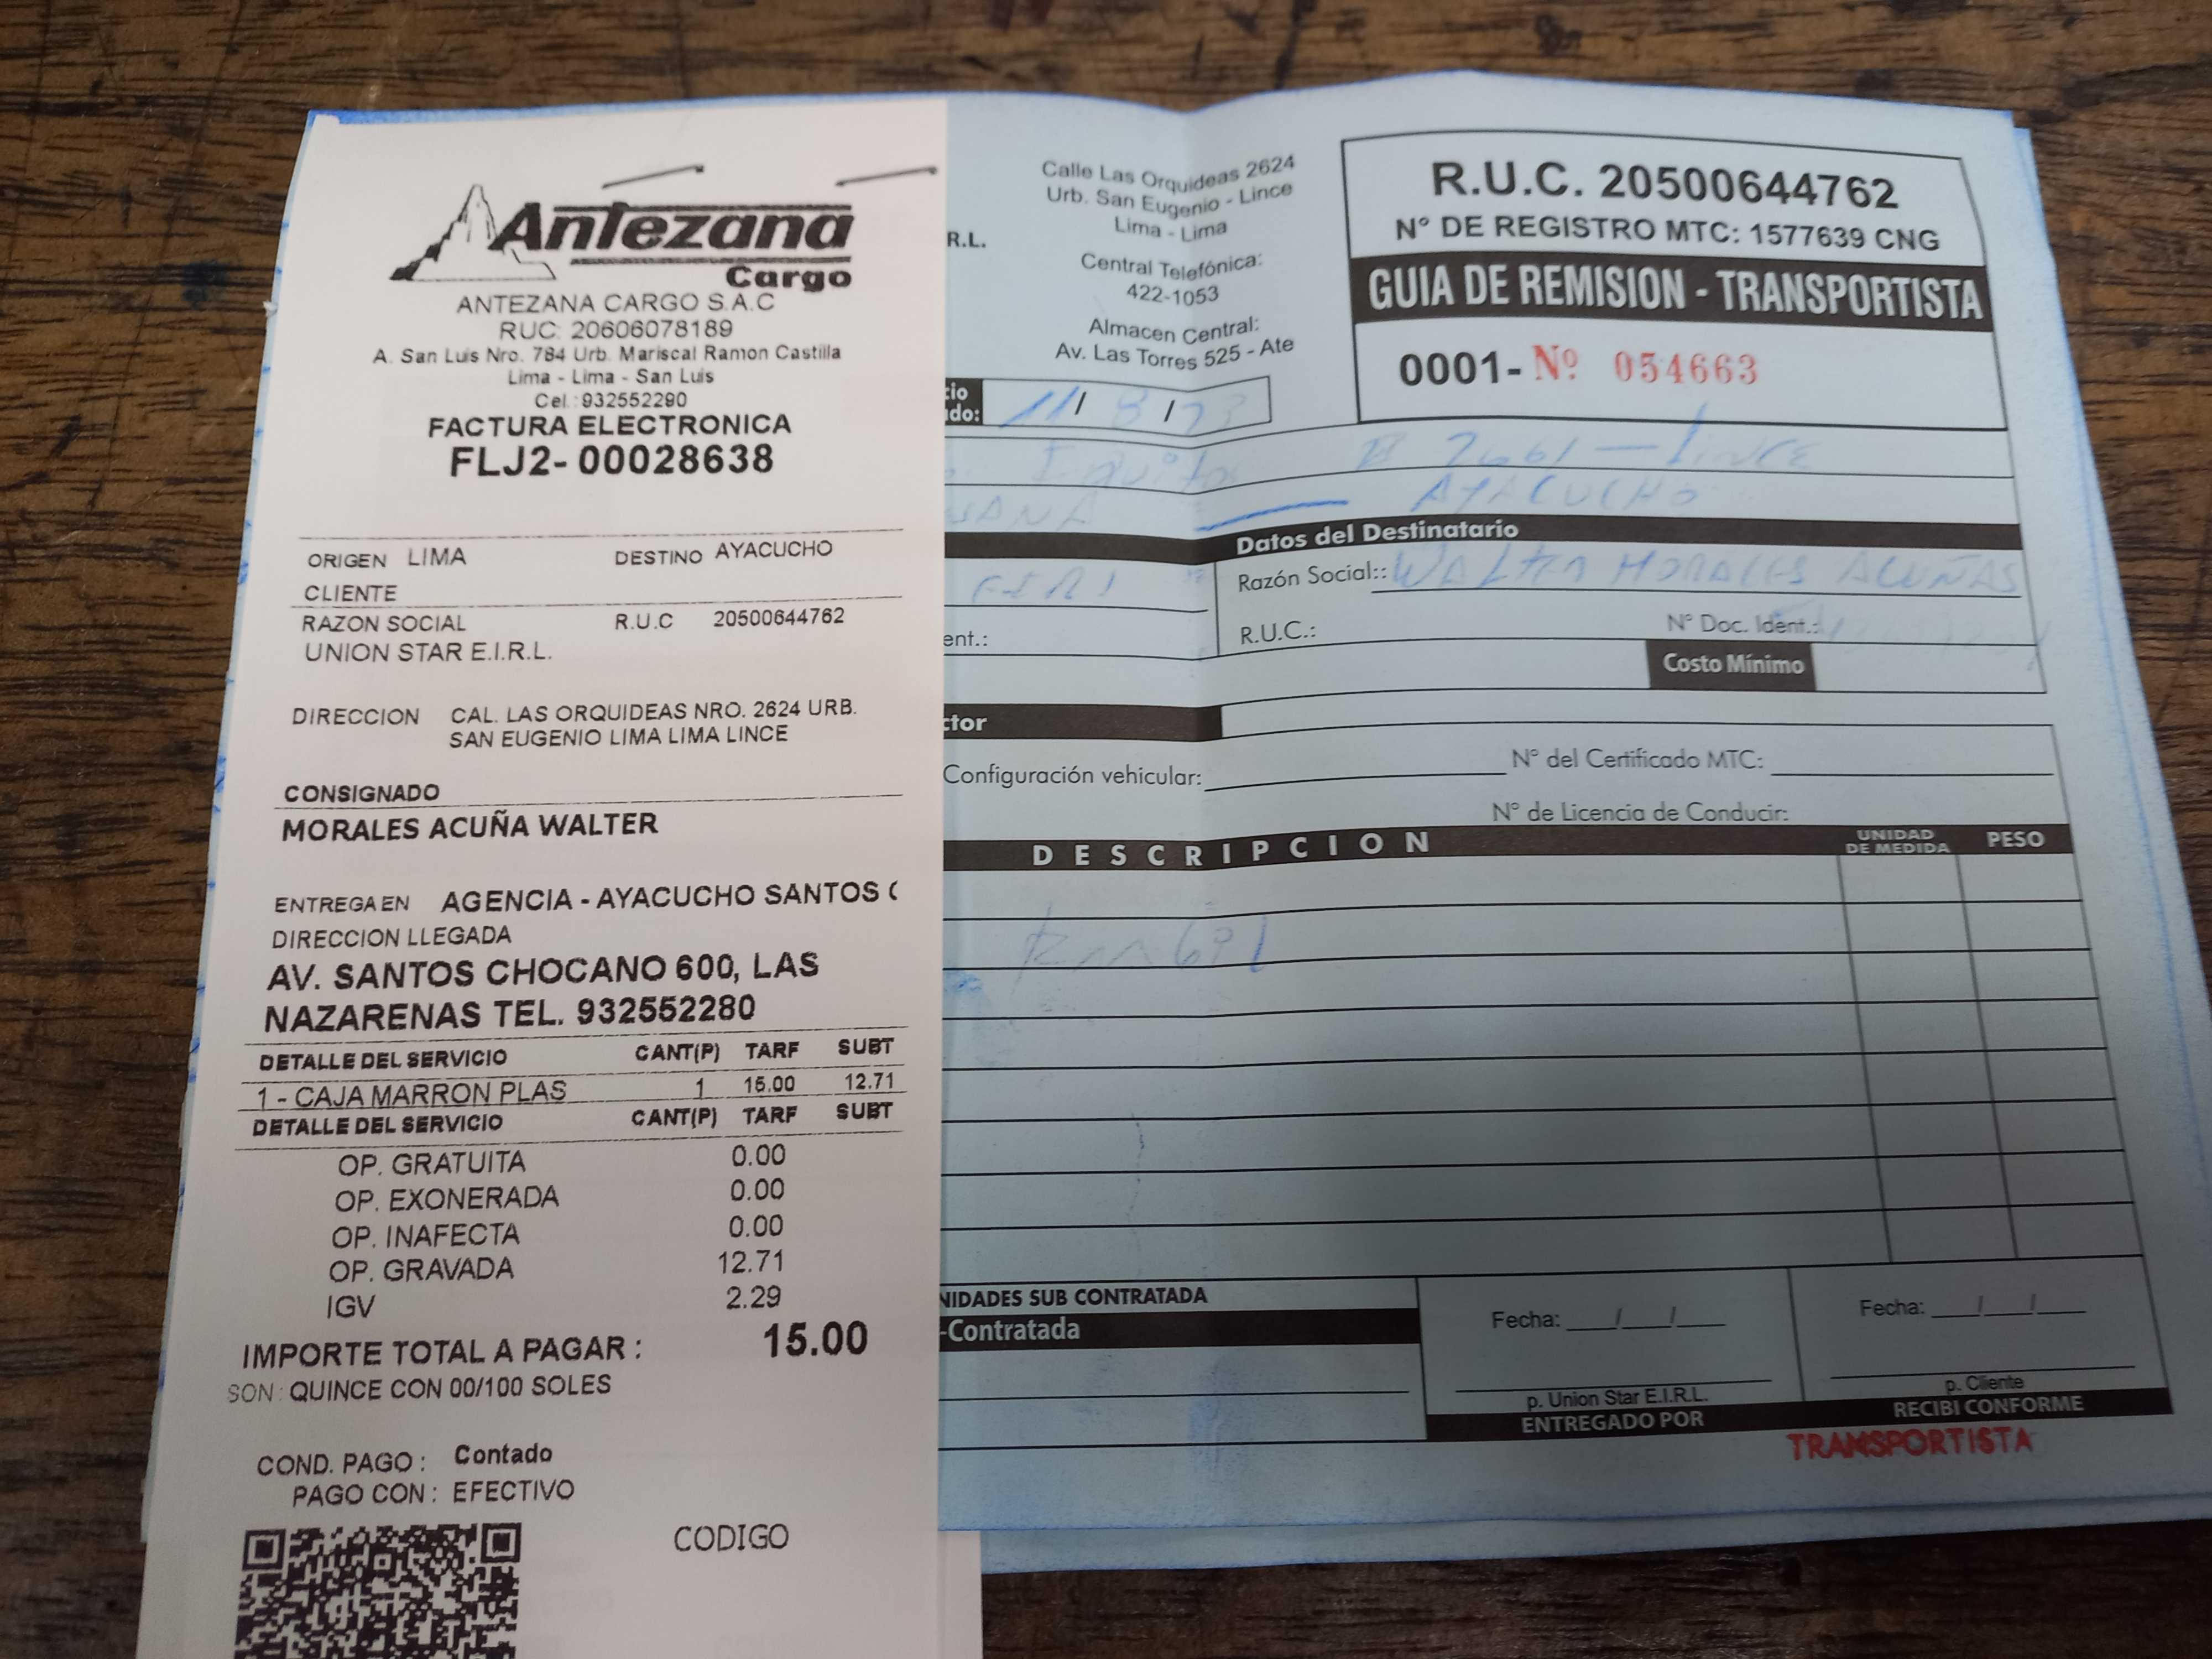 Antezana
Cargo
ANTEZANA CARGO S.A.C
RUC: 20606078189
A. San Luis Nro. 784 Urb. Mariscal Ramon Castilla
Lima - Lima - San Luis
Cel.:932552290
FACTURA ELECTRONICA
FLJ2- 00028638
ORIGEN LIMA DESTINO AYACUCHO
CLIENTE
RAZON SOCIAL R.U.C 20500644762
UNION STAR E.I.R.L.
DIRECCION CAL. LAS ORQUIDEAS NRO. 2624 URB.
SAN EUGENIO LIMA LIMA LINCE
CONSIGNADO
MORALES ACUÑA WALTER
ENTREGA EN AGENCIA - AYACUCHO SANTOS
DIRECCION LLEGADA
AV. SANTOS CHOCANO 600, LAS
NAZARENAS TEL. 932552280
DETALLE DEL SERVICIO CANT(P) TARF SUBT
1 - CAJA MARRON PLAS 1 15.00 12.71
DETALLE DEL SERVICIO CANT(P) TARF SUBT
OP. GRATUITA 0.00
OP. EXONERADA 0.00
OP. INAFECTA 0.00
OP. GRAVADA 12.71
IGV 2.29
IMPORTE TOTAL A PAGAR : 15.00
SON : QUINCE CON 00/100 SOLES
COND. PAGO : Contado
PAGO CON : EFECTIVO
CODIGO
R.L.
Calle Las Orquideas 2624
Urb. San Eugenio - Lince
Lima - Lima
Central Telefónica:
422-1053
Almacen Central:
Av. Las Torres 525 - Ate
R.U.C. 20500644762
N° DE REGISTRO MTC: 1577639 CNG
GUIA DE REMISION - TRANSPORTISTA
0001- Nº 054663
cio
do: 11/ 8 /23
2661 - Lince
AYACUCHO
Datos del Destinatario
Razón Social:: WALTER MORALES ACUÑAS
ent.:
R.U.C.: N° Doc. Ident.:
Costo Mínimo
ctor
Configuración vehicular: N° del Certificado MTC:
N° de Licencia de Conducir:
DESCRIPCION UNIDAD DE MEDIDA PESO
NIDADES SUB CONTRATADA
-Contratada
Fecha: / / Fecha: / /
p. Union Star E.I.R.L. p. Cliente
ENTREGADO POR RECIBI CONFORME
TRANSPORTISTA